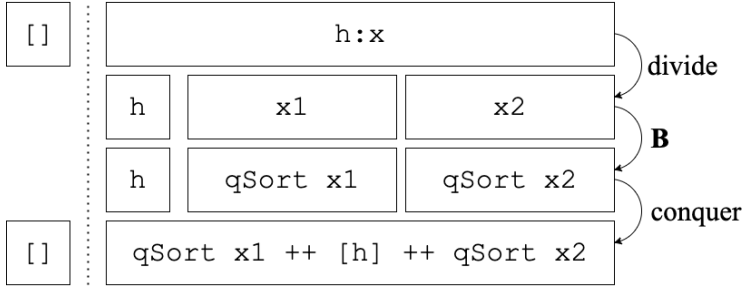 [] h:x
divide
h x1 x2
B
h qSort x1 qSort x2
conquer
[] qSort x1 ++ [h] ++ qSort x2